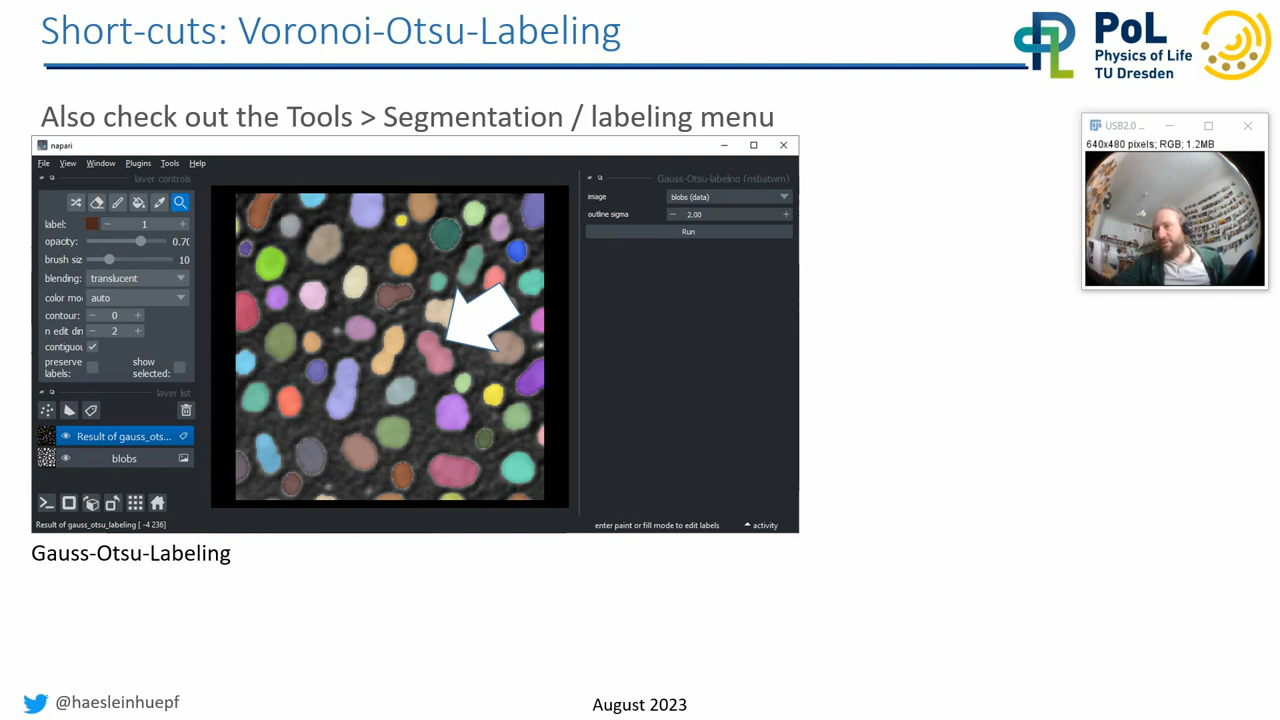 Short-cuts: Voronoi-Otsu-Labeling
PoL
Physics of Life
TU Dresden
Also check out the Tools > Segmentation / labeling menu
USB2.0 ...
640x480 pixels; RGB; 1.2MB
napari
File View Window Plugins Tools Help
layer controls
label: 1
opacity: 0.70
brush siz 10
blending: translucent
color mo auto
contour: 0
n edit din 2
contiguou
preserve labels:
show selected:
layer list
Result of gauss_ots...
blobs
Result of gauss_otsu_labeling [ -4 236]
Gauss-Otsu-labeling (nsbatwm)
image blobs (data)
outline sigma 2.00
Run
enter paint or fill mode to edit labels
activity
Gauss-Otsu-Labeling
@haesleinhuepf
August 2023